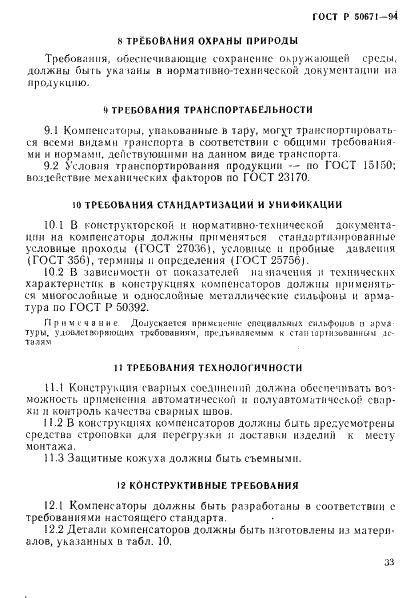 ГОСТ Р 50671—94
8 ТРЕБОВАНИЯ ОХРАНЫ ПРИРОДЫ
Требования, обеспечивающие сохранение окружающей среды,
должны быть указаны в нормативно-технической документации на
продукцию.
9 ТРЕБОВАНИЯ ТРАНСПОРТАБЕЛЬНОСТИ
9.1 Компенсаторы, упакованные в тару, могут транспортировать-
ся всеми видами транспорта в соответствии с общими требования-
ми и нормами, действующими на данном виде транспорта.
9.2 Условия транспортирования продукции — по ГОСТ 15150;
воздействие механических факторов по ГОСТ 23170.
10 ТРЕБОВАНИЯ СТАНДАРТИЗАЦИИ И УНИФИКАЦИИ
10.1 В конструкторской и нормативно-технической документа-
ции на компенсаторы должны применяться стандартизированные
условные проходы (ГОСТ 27036), условные и пробные давления
(ГОСТ 356), термины и определения (ГОСТ 25756).
10.2 В зависимости от показателей назначения и технических
характеристик в конструкциях компенсаторов должны применять-
ся многослойные и однослойные металлические сильфоны и арма-
тура по ГОСТ Р 50392.
Примечание. Допускается применение специальных сильфонов и арма-
туры, удовлетворяющих требованиям, предъявляемым к стандартизованным де-
талям
11 ТРЕБОВАНИЯ ТЕХНОЛОГИЧНОСТИ
11.1 Конструкция сварных соединений должна обеспечивать воз-
можность применения автоматической и полуавтоматической свар-
ки и контроль качества сварных швов.
11.2 В конструкциях компенсаторов должны быть предусмотрены
средства строповки для перегрузки и доставки изделий к месту
монтажа.
11.3 Защитные кожуха должны быть съемными.
12 КОНСТРУКТИВНЫЕ ТРЕБОВАНИЯ
12.1 Компенсаторы должны быть разработаны в соответствии с
требованиями настоящего стандарта.
12.2 Детали компенсаторов должны быть изготовлены из матери-
алов, указанных в табл. 10.
33